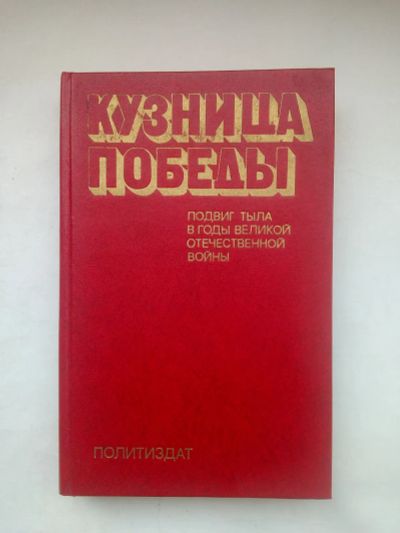 КУЗНИЦА
ПОБЕДЫ
ПОДВИГ ТЫЛА
В ГОДЫ ВЕЛИКОЙ
ОТЕЧЕСТВЕННОЙ
ВОЙНЫ
ПОЛИТИЗДАТ